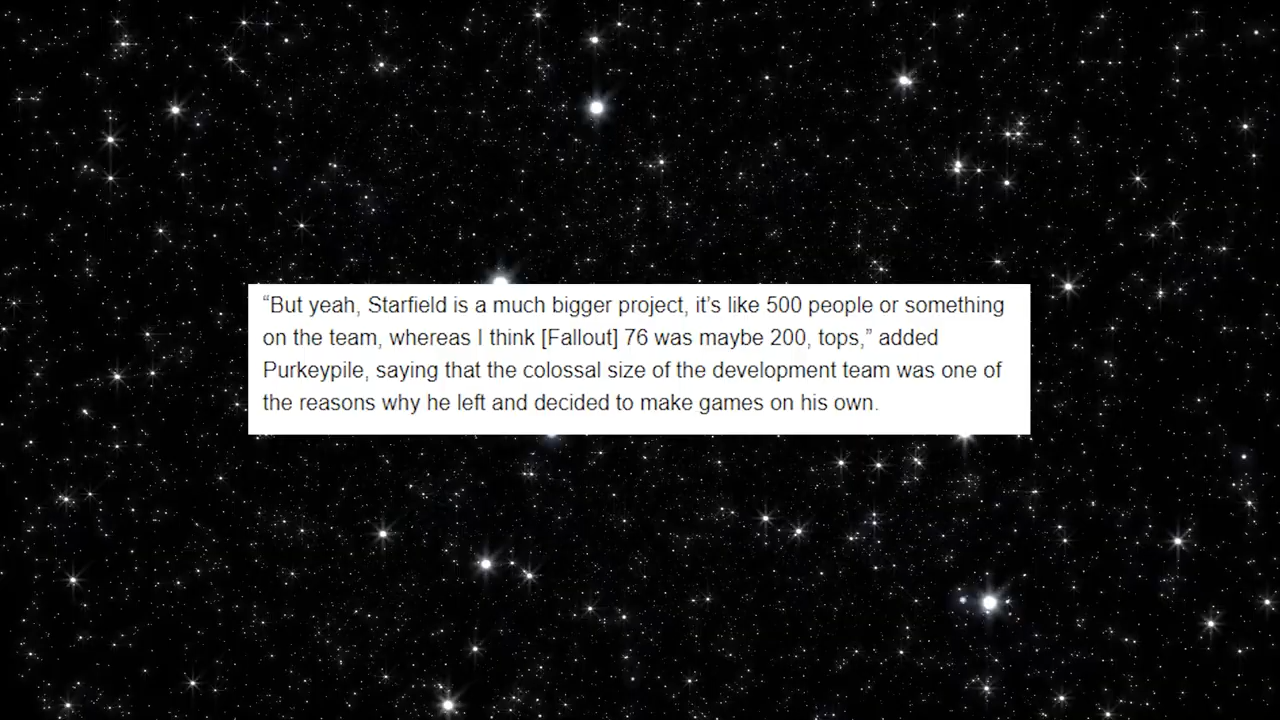 “But yeah, Starfield is a much bigger project, it’s like 500 people or something
on the team, whereas I think [Fallout] 76 was maybe 200, tops,” added
Purkeypile, saying that the colossal size of the development team was one of
the reasons why he left and decided to make games on his own.